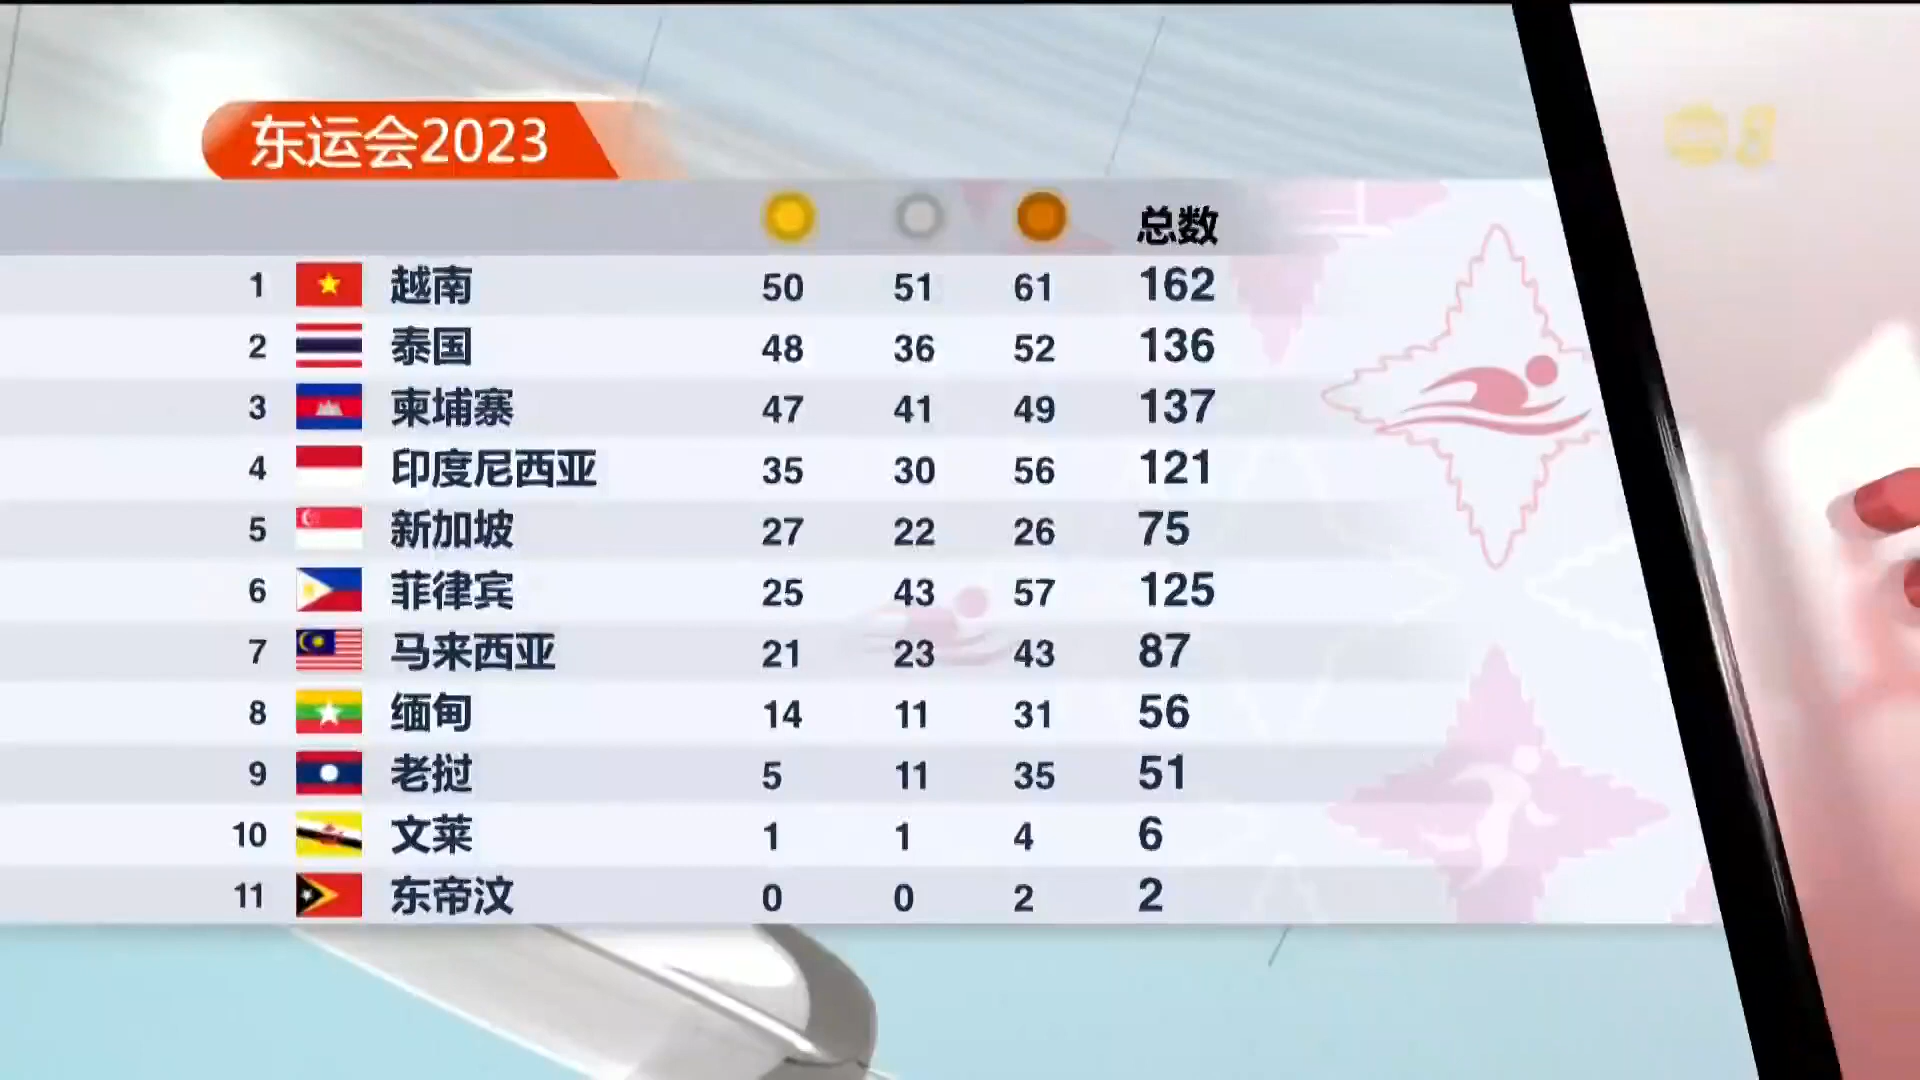 东运会2023
总数
1 越南 50 51 61 162
2 泰国 48 36 52 136
3 柬埔寨 47 41 49 137
4 印度尼西亚 35 30 56 121
5 新加坡 27 22 26 75
6 菲律宾 25 43 57 125
7 马来西亚 21 23 43 87
8 缅甸 14 11 31 56
9 老挝 5 11 35 51
10 文莱 1 1 4 6
11 东帝汶 0 0 2 2
8